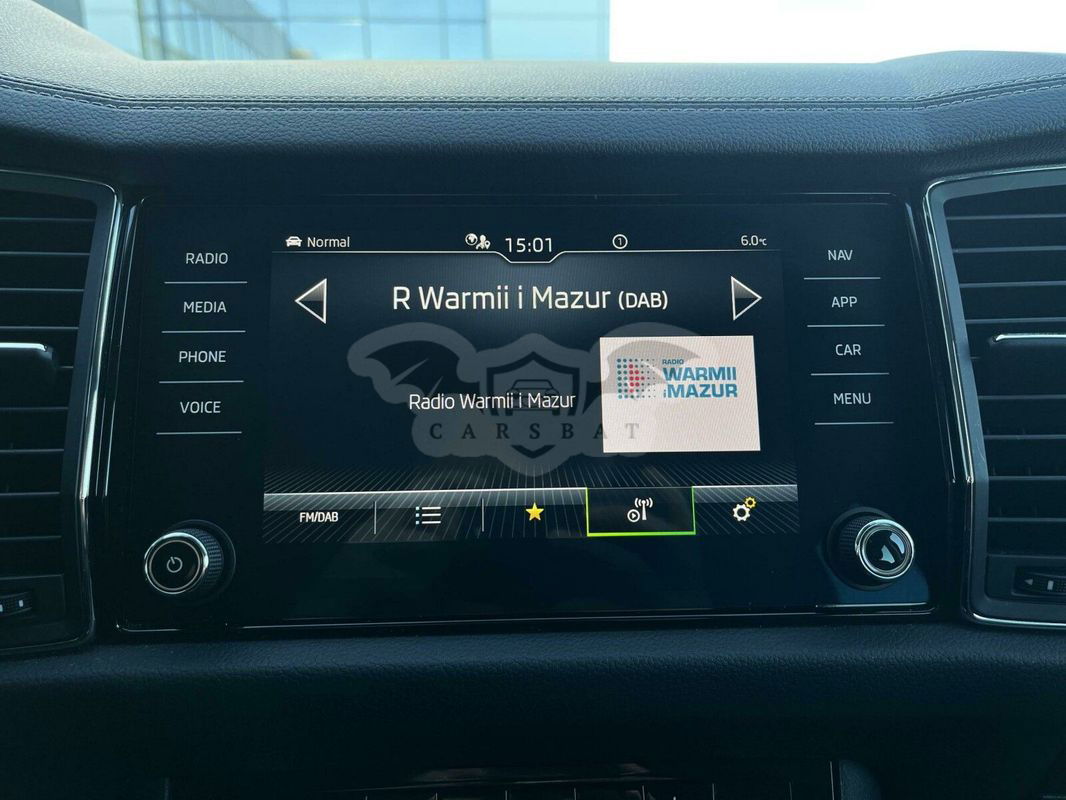 Normal
15:01
1
6.0°C
RADIO
MEDIA
PHONE
VOICE
R Warmii i Mazur (DAB)
Radio Warmii i Mazur
RADIO
WARMII
i MAZUR
CARSBAT
FM/DAB
NAV
APP
CAR
MENU